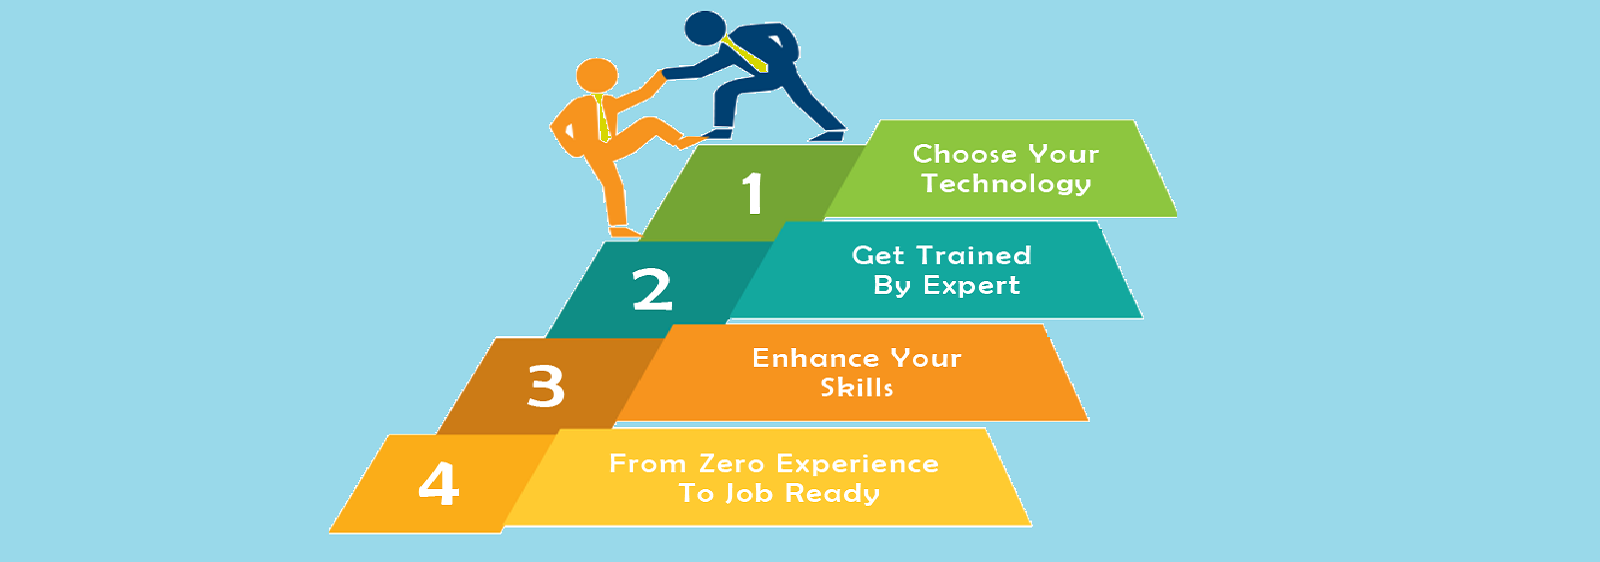 1
Choose Your
Technology
2
Get Trained
By Expert
3
Enhance Your
Skills
4
From Zero Experience
To Job Ready